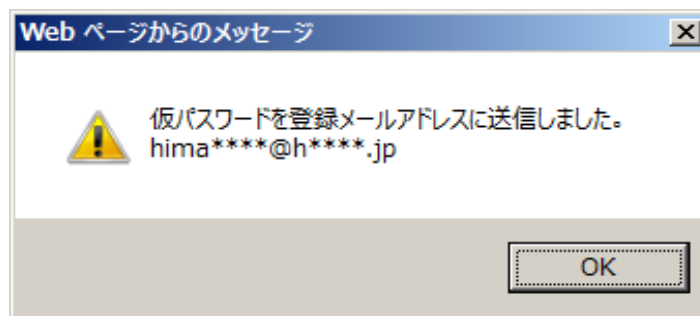 Web ページからのメッセージ
仮パスワードを登録メールアドレスに送信しました。
hima****@h****.jp
OK